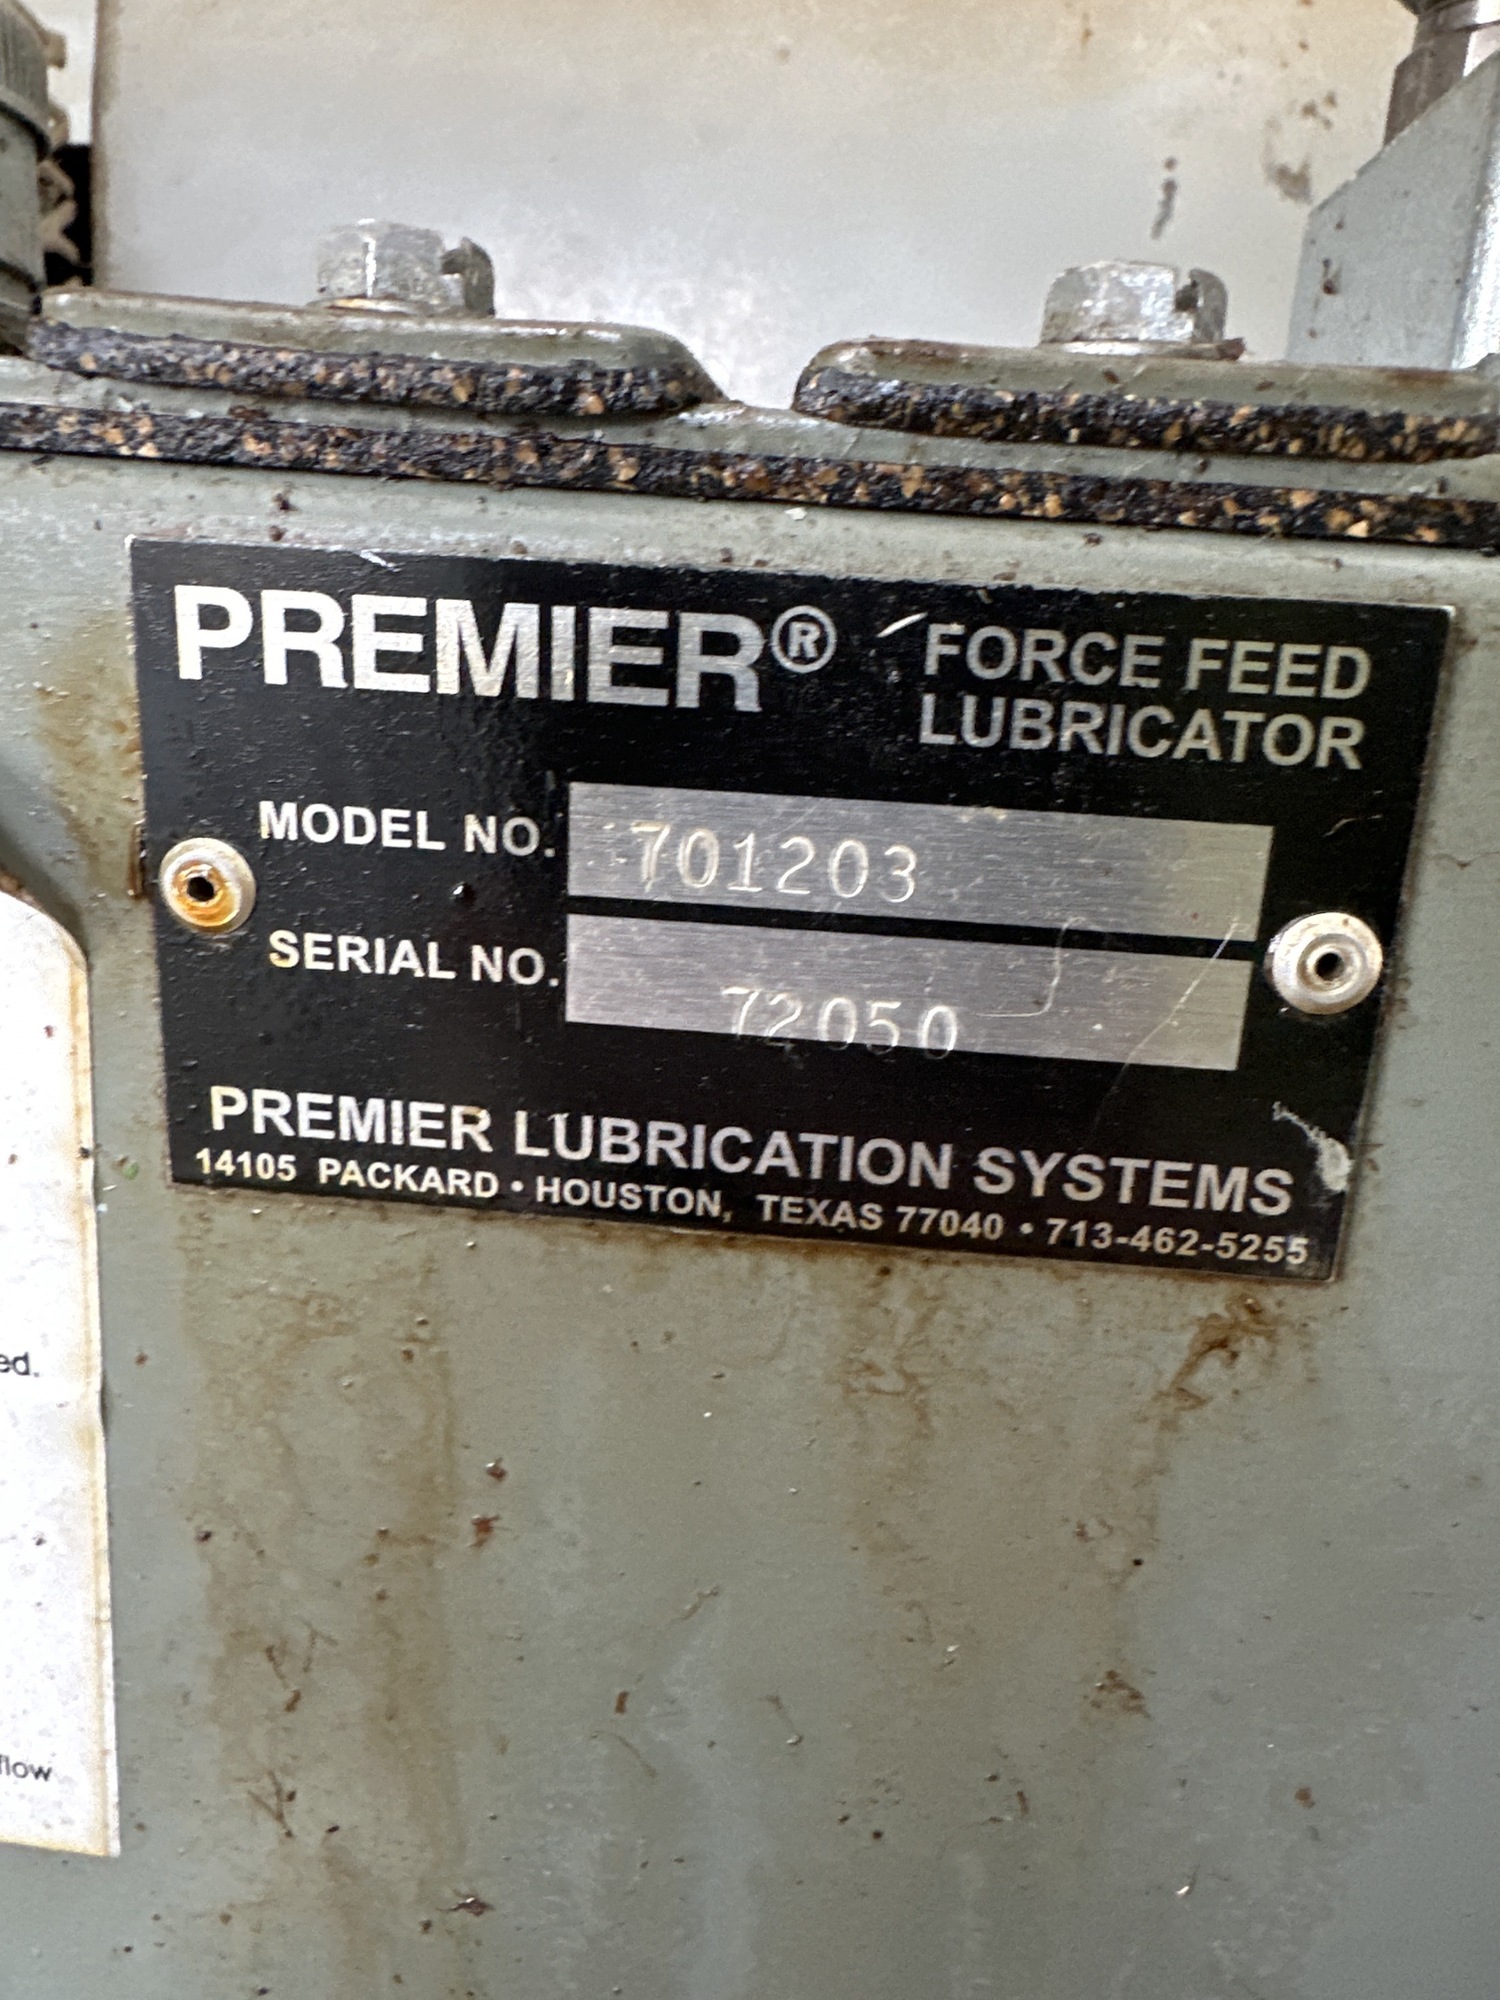 PREMIER® FORCE FEED
LUBRICATOR
MODEL NO. 701203
SERIAL NO. 72050
PREMIER LUBRICATION SYSTEMS
14105 PACKARD • HOUSTON, TEXAS 77040 • 713-462-5255
ed.
flow